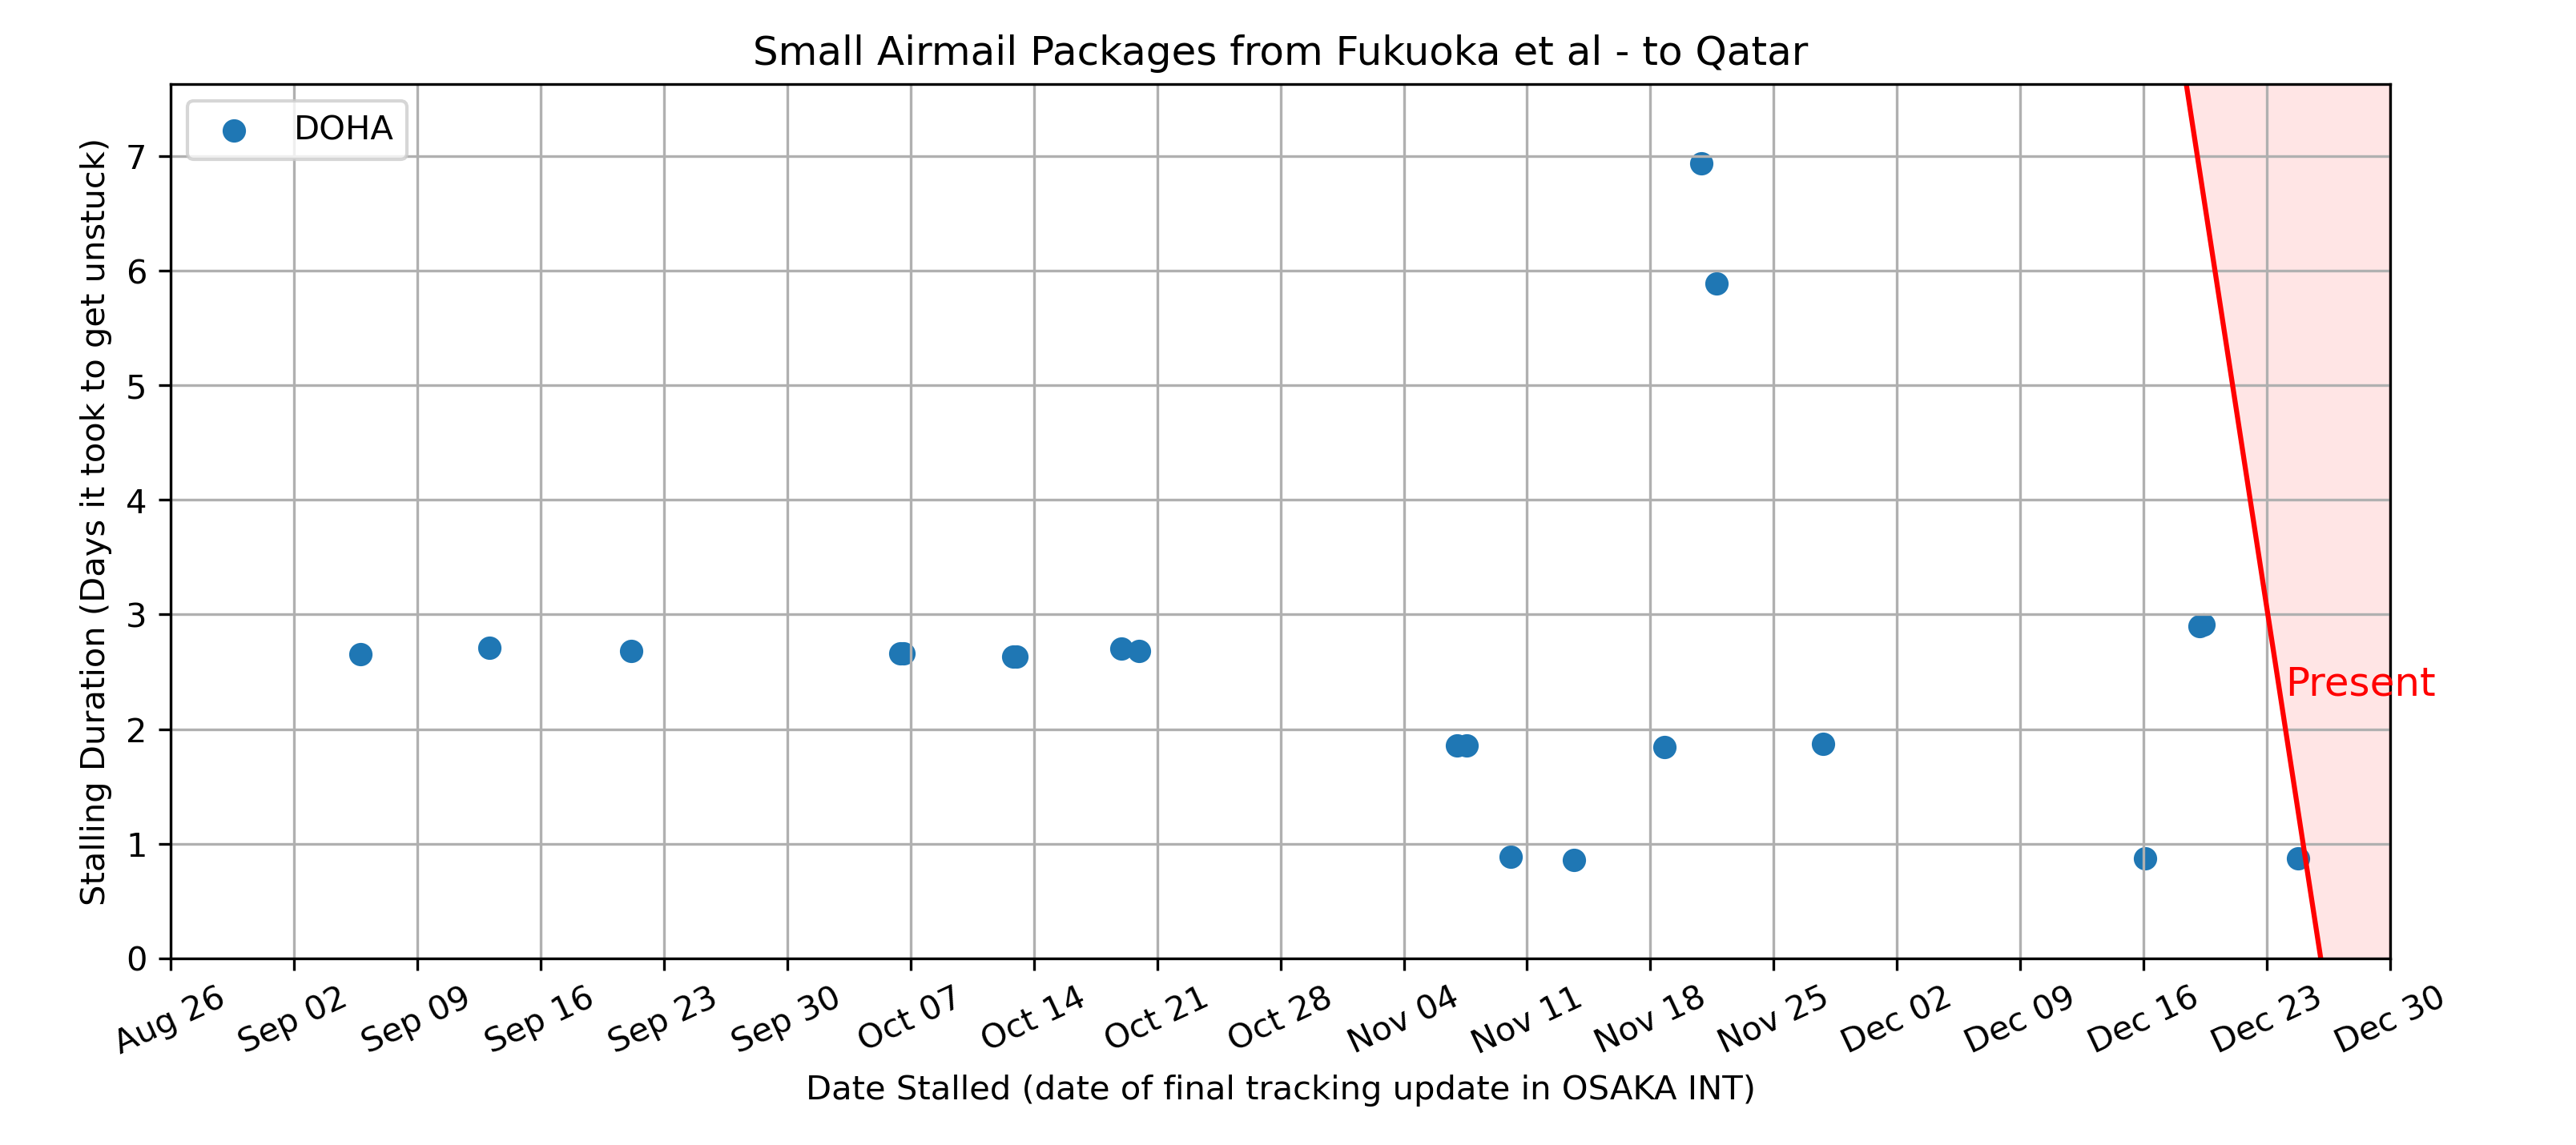 Small Airmail Packages from Fukuoka et al - to Qatar
DOHA
Stalling Duration (Days it took to get unstuck)
7
6
5
4
3
2
1
0
Present
Aug 26
Sep 02
Sep 09
Sep 16
Sep 23
Sep 30
Oct 07
Oct 14
Oct 21
Oct 28
Nov 04
Nov 11
Nov 18
Nov 25
Dec 02
Dec 09
Dec 16
Dec 23
Dec 30
Date Stalled (date of final tracking update in OSAKA INT)